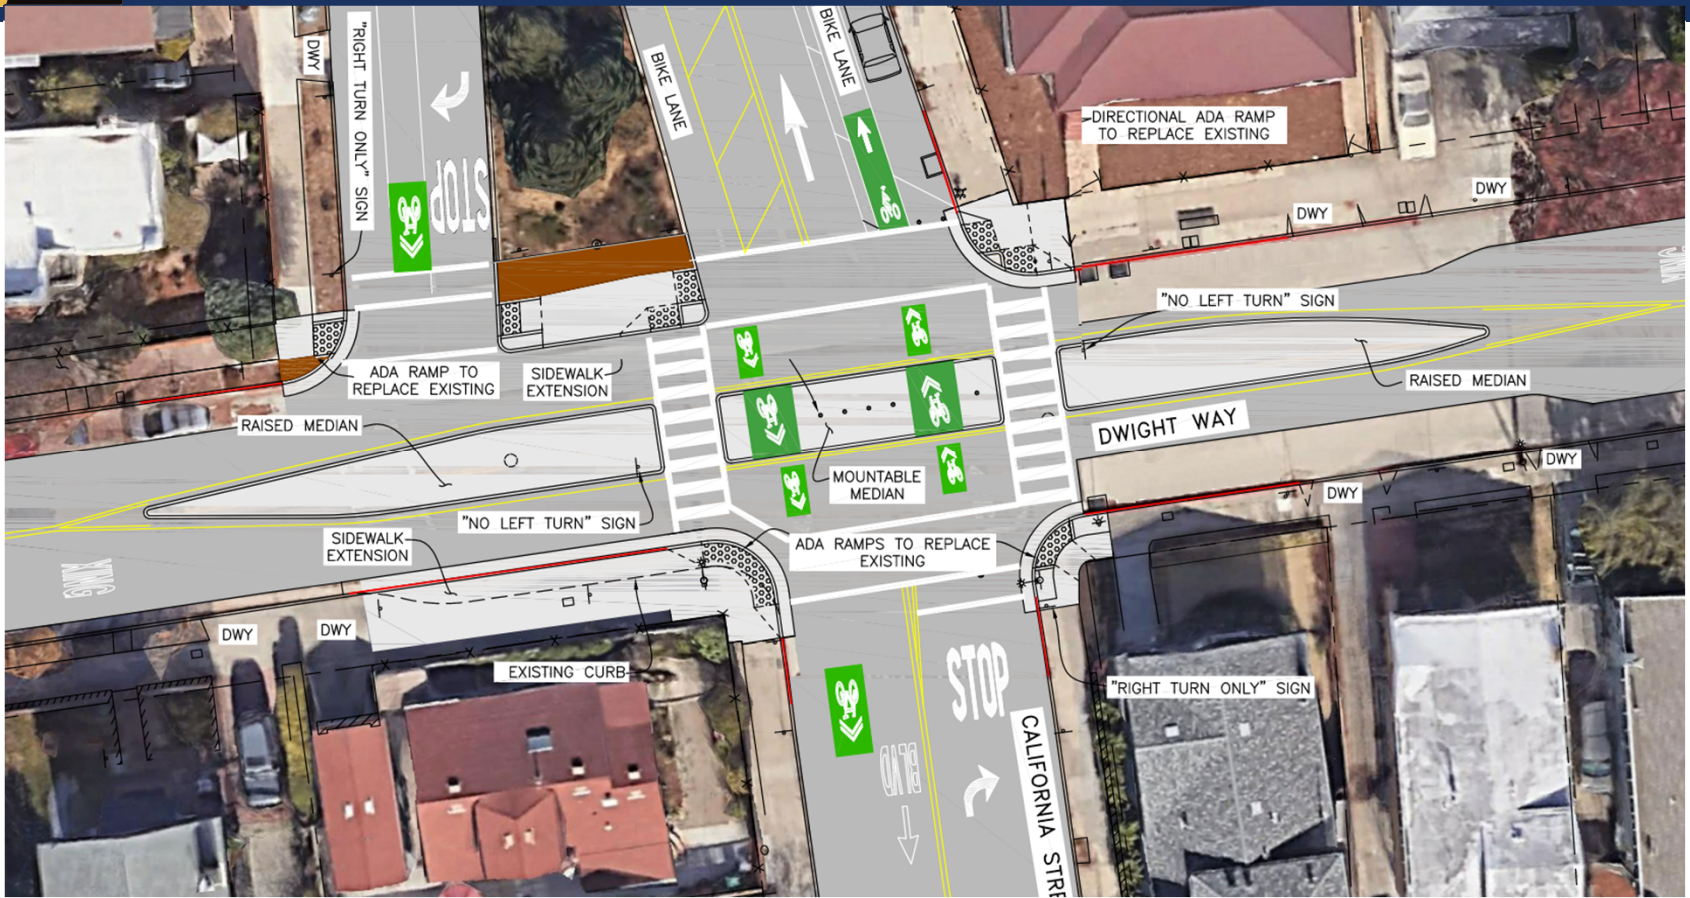 DWY
"RIGHT TURN ONLY" SIGN
STOP
BIKE LANE
BIKE LANE
DIRECTIONAL ADA RAMP
TO REPLACE EXISTING
DWY
DWY
"NO LEFT TURN" SIGN
ADA RAMP TO
REPLACE EXISTING
SIDEWALK
EXTENSION
RAISED MEDIAN
RAISED MEDIAN
DWIGHT WAY
MOUNTABLE
MEDIAN
DWY
DWY
"NO LEFT TURN" SIGN
SIDEWALK
EXTENSION
ADA RAMPS TO REPLACE
EXISTING
XING
DWY
DWY
EXISTING CURB
STOP
"RIGHT TURN ONLY" SIGN
BLVD
CALIFORNIA STRE